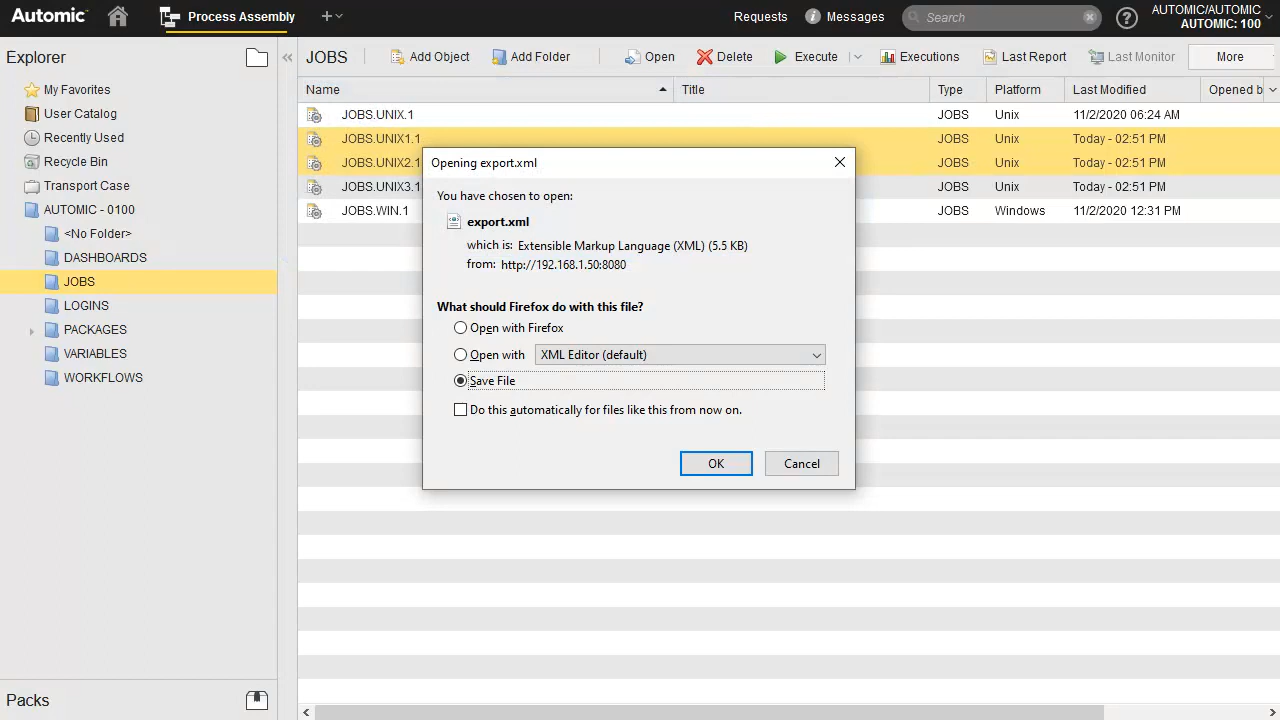 Automic
Process Assembly
Requests
Messages
Search
AUTOMIC/AUTOMIC
AUTOMIC: 100
Explorer
JOBS
Add Object
Add Folder
Open
Delete
Execute
Executions
Last Report
Last Monitor
More
My Favorites
User Catalog
Recently Used
Recycle Bin
Transport Case
AUTOMIC - 0100
<No Folder>
DASHBOARDS
JOBS
LOGINS
PACKAGES
VARIABLES
WORKFLOWS
Packs
Name Title Type Platform Last Modified Opened b
JOBS.UNIX.1 JOBS Unix 11/2/2020 06:24 AM
JOBS.UNIX1.1 JOBS Unix Today - 02:51 PM
JOBS.UNIX2.1 JOBS Unix Today - 02:51 PM
JOBS.UNIX3.1 JOBS Unix Today - 02:51 PM
JOBS.WIN.1 JOBS Windows 11/2/2020 12:31 PM
Opening export.xml
You have chosen to open:
export.xml
which is: Extensible Markup Language (XML) (5.5 KB)
from: http://192.168.1.50:8080
What should Firefox do with this file?
Open with Firefox
Open with XML Editor (default)
Save File
Do this automatically for files like this from now on.
OK Cancel